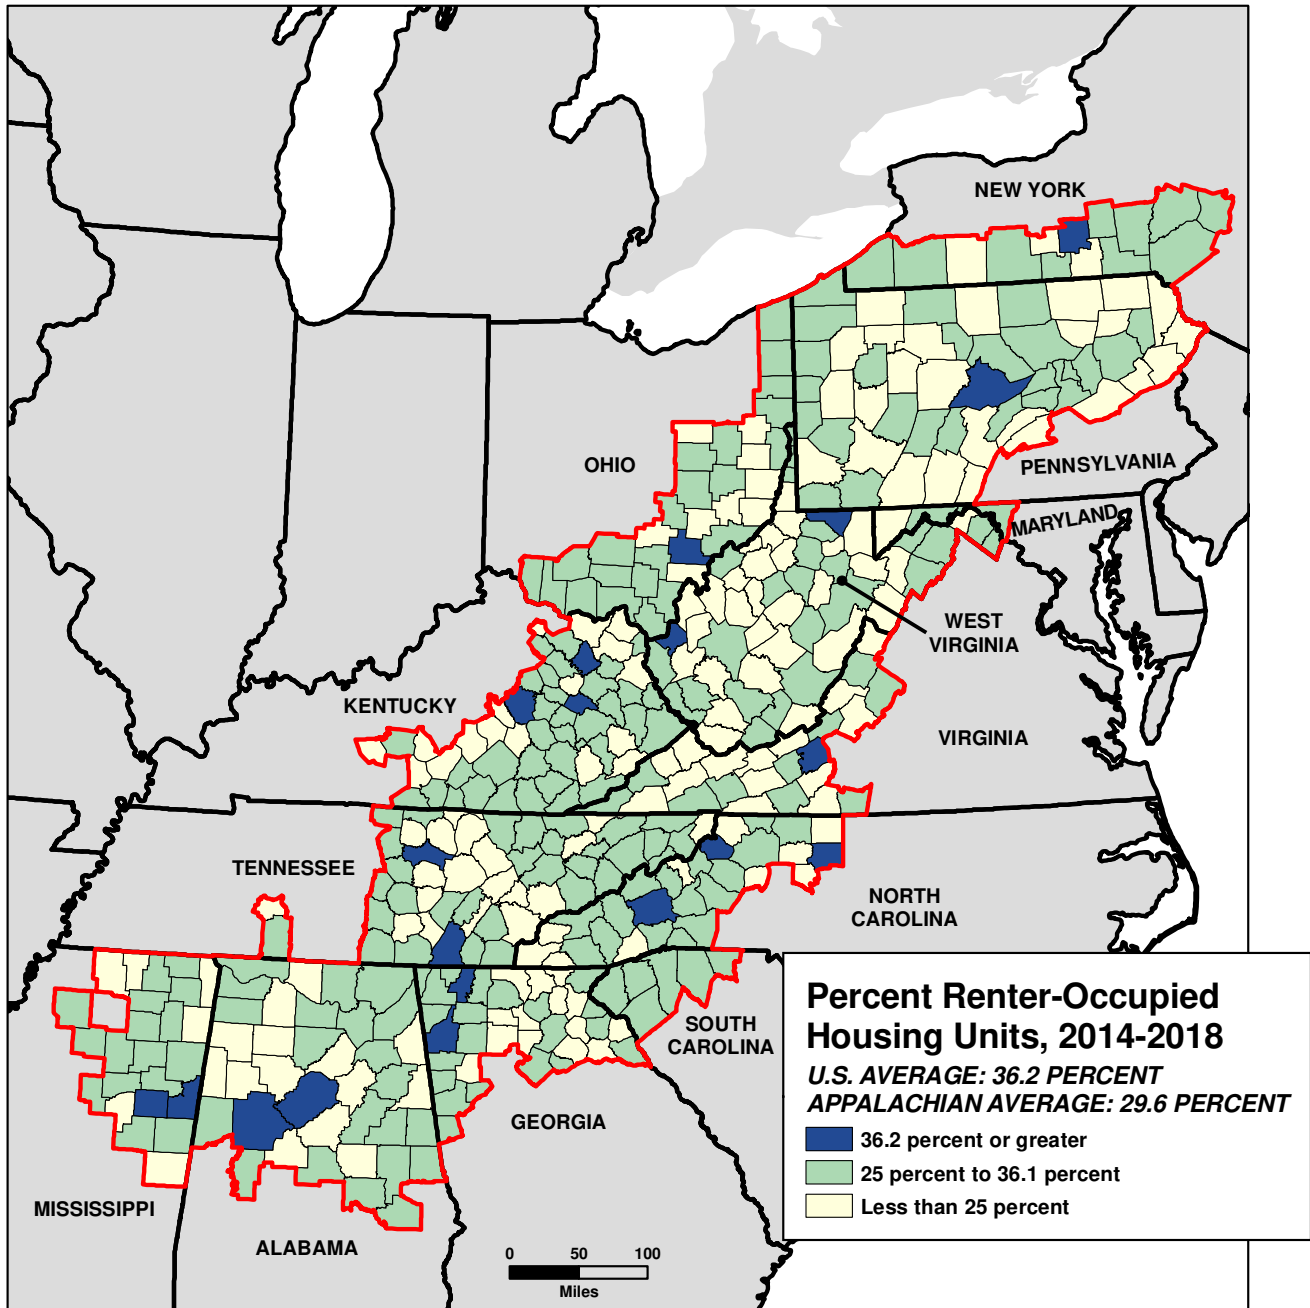 NEW YORK
OHIO
PENNSYLVANIA
MARYLAND
WEST
VIRGINIA
KENTUCKY
VIRGINIA
TENNESSEE
NORTH
CAROLINA
SOUTH
CAROLINA
GEORGIA
MISSISSIPPI
ALABAMA
Percent Renter-Occupied
Housing Units, 2014-2018
U.S. AVERAGE: 36.2 PERCENT
APPALACHIAN AVERAGE: 29.6 PERCENT
36.2 percent or greater
25 percent to 36.1 percent
Less than 25 percent
0 50 100
Miles